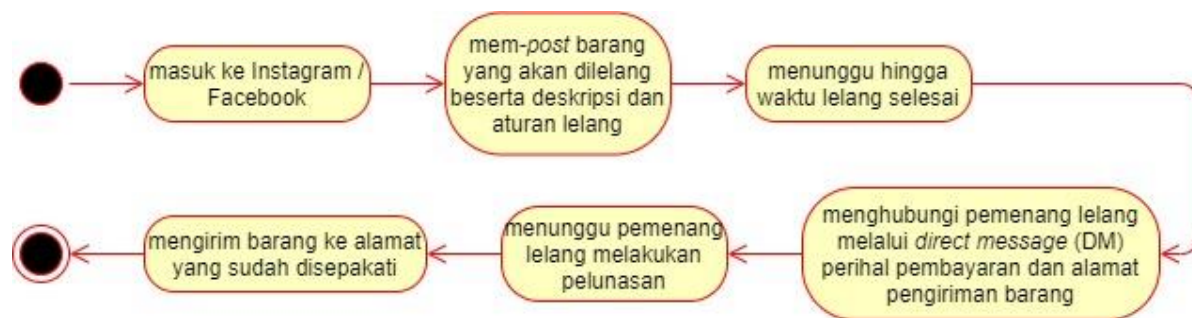 masuk ke Instagram /
Facebook
mem-post barang
yang akan dilelang
beserta deskripsi dan
aturan lelang
menunggu hingga
waktu lelang selesai
menghubungi pemenang lelang
melalui direct message (DM)
perihal pembayaran dan alamat
pengiriman barang
menunggu pemenang
lelang melakukan
pelunasan
mengirim barang ke alamat
yang sudah disepakati